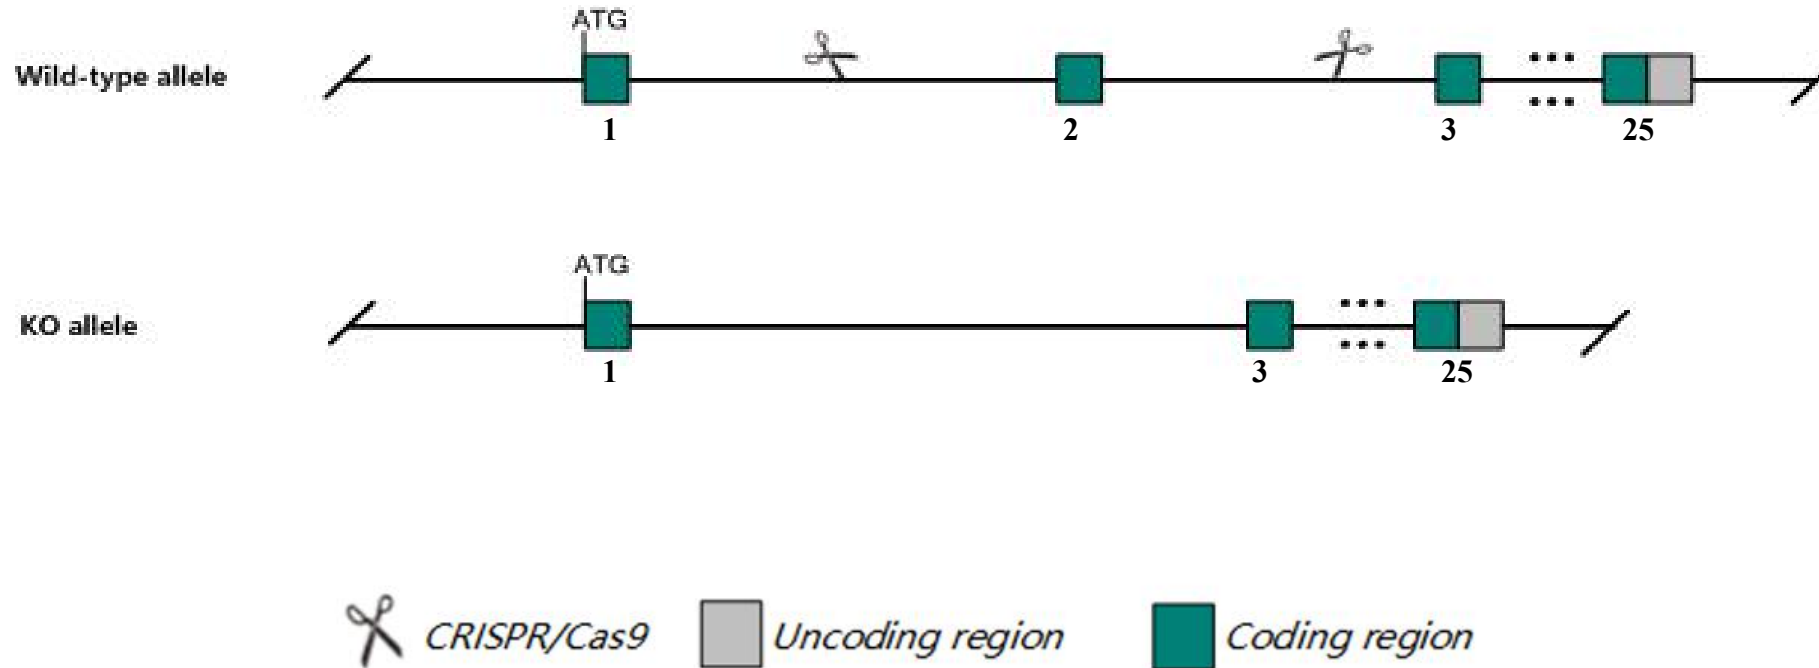 ATG
Wild-type allele
1 2 3 25
ATG
KO allele
1 3 25
CRISPR/Cas9 Uncoding region Coding region